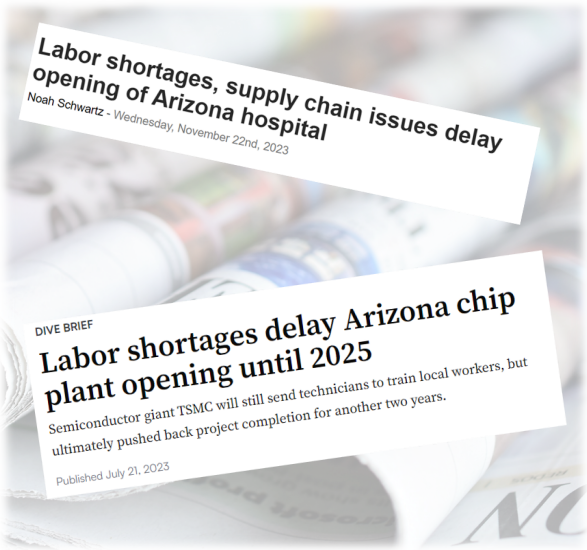 Labor shortages, supply chain issues delay
opening of Arizona hospital
Noah Schwartz - Wednesday, November 22nd, 2023
DIVE BRIEF
Labor shortages delay Arizona chip
plant opening until 2025
Semiconductor giant TSMC will still send technicians to train local workers, but
ultimately pushed back project completion for another two years.
Published July 21, 2023